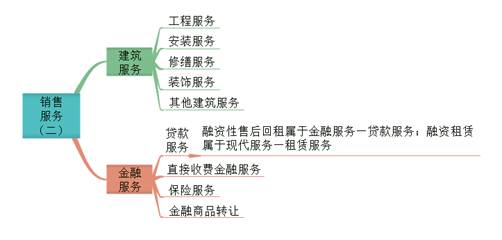 销售
服务
(二)
建筑
服务
工程服务
安装服务
修缮服务
装饰服务
其他建筑服务
金融
服务
贷款
服务
融资性售后回租属于金融服务—贷款服务；融资租赁
属于现代服务—租赁服务
直接收费金融服务
保险服务
金融商品转让